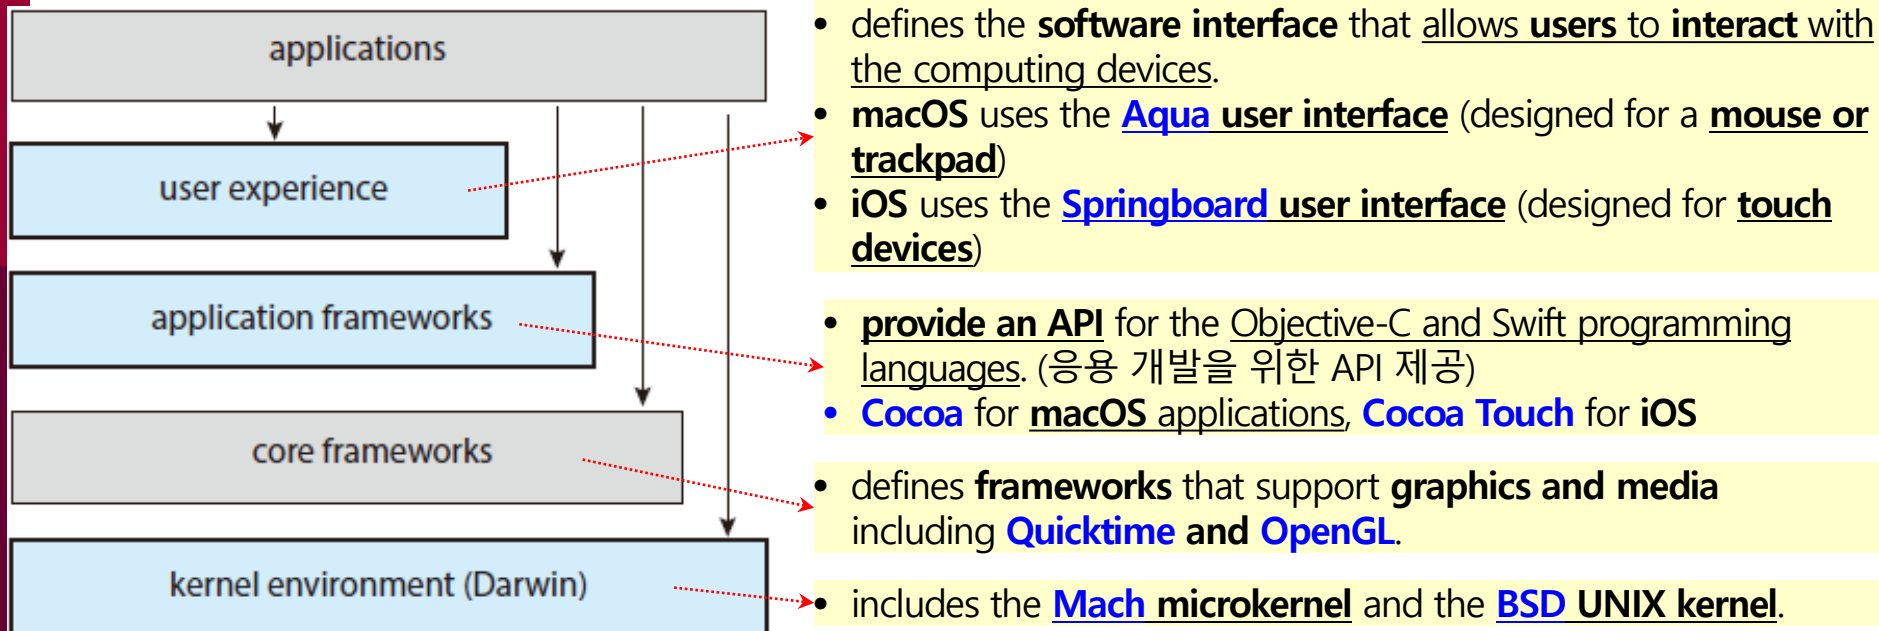 applications
user experience
application frameworks
core frameworks
kernel environment (Darwin)
• defines the software interface that allows users to interact with
the computing devices.
• macOS uses the Aqua user interface (designed for a mouse or
trackpad)
• iOS uses the Springboard user interface (designed for touch
devices)
• provide an API for the Objective-C and Swift programming
languages. (응용 개발을 위한 API 제공)
• Cocoa for macOS applications, Cocoa Touch for iOS
• defines frameworks that support graphics and media
including Quicktime and OpenGL.
• includes the Mach microkernel and the BSD UNIX kernel.